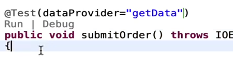 @Test(dataProvider="getData")
Run | Debug
public void submitOrder() throws IOE
{